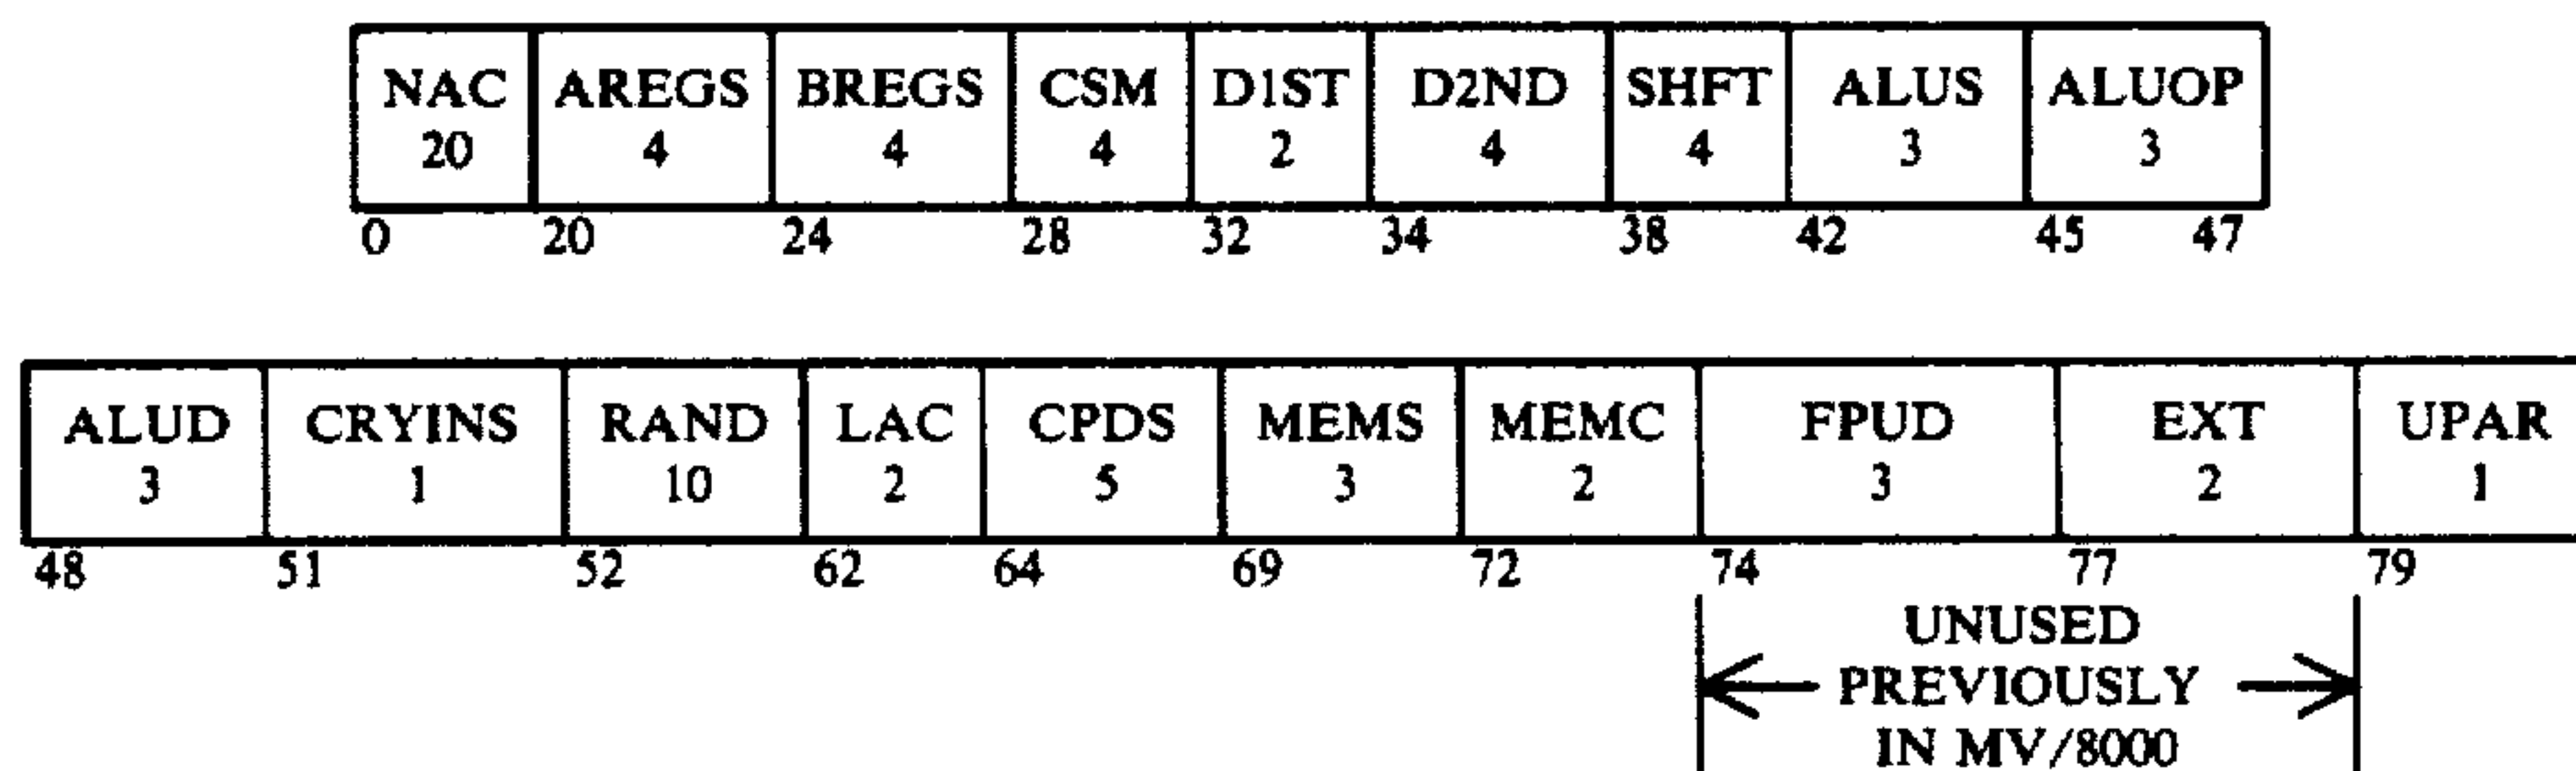 NAC AREGS BREGS CSM D1ST D2ND SHFT ALUS ALUOP
20 4 4 4 2 4 4 3 3
0 20 24 28 32 34 38 42 45 47
ALUD CRYINS RAND LAC CPDS MEMS MEMC FPUD EXT UPAR
3 1 10 2 5 3 2 3 2 1
48 51 52 62 64 69 72 74 77 79
UNUSED
PREVIOUSLY
IN MV/8000